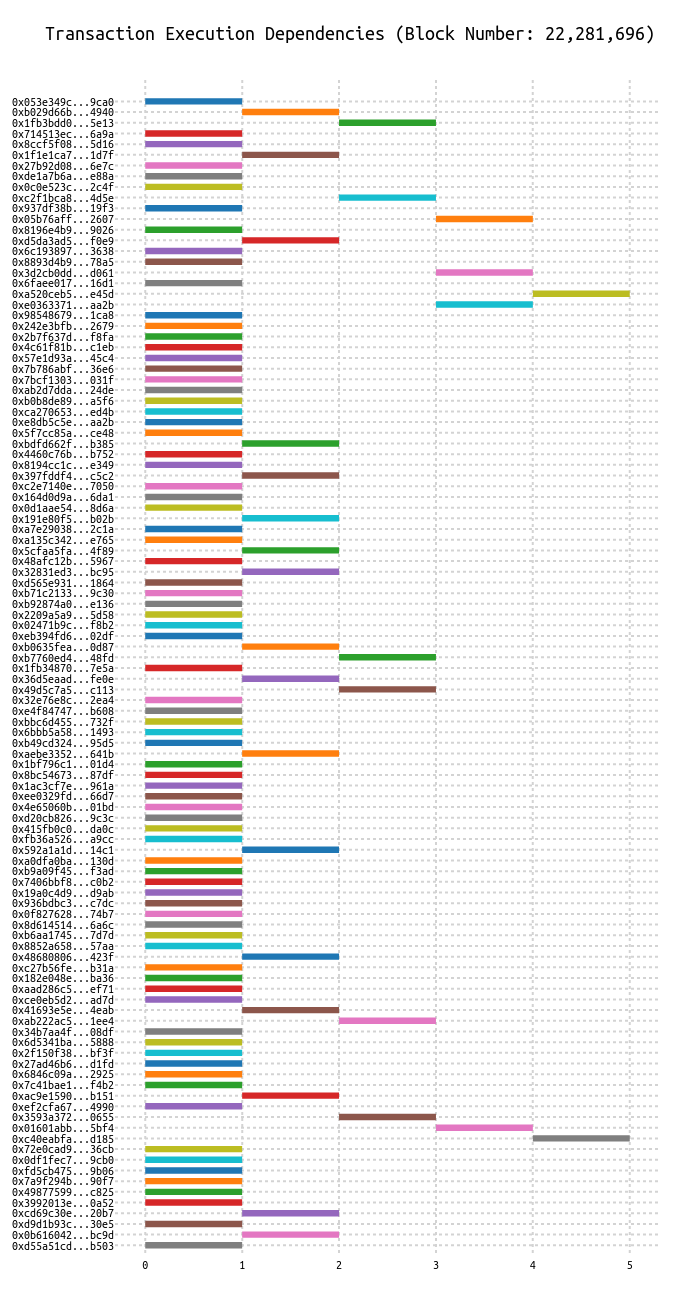 Transaction Execution Dependencies (Block Number: 22,281,696)
0x053e349c...9ca0
0xb029d66b...4940
0x1fb3bdd0...5e13
0x714513ec...6a9a
0x8ccf5f08...5d16
0x1f1e1ca7...1d7f
0x27b92d08...6e7c
0xde1a7b6a...e88a
0x0c0e523c...2c4f
0xc2f1bca8...4d5e
0x937df38b...19f3
0x05b76aff...2607
0x8196e4b9...9026
0xd5da3ad5...f0e9
0x6c193897...3638
0x8893d4b9...78a5
0x3d2cb0dd...d061
0x6faee017...16d1
0xa520ceb5...e45d
0xe0363371...aa2b
0x98548679...1ca8
0x242e3bfb...2679
0x2b7f637d...f8fa
0x4c61f81b...c1eb
0x57e1d93a...45c4
0x7b786abf...36e6
0x7bcf1303...031f
0xab2d7dda...24de
0xb0b8de89...a5f6
0xca270653...ed4b
0xe8db5c5e...aa2b
0x5f7cc85a...ce48
0xbdfd662f...b385
0x4460c76b...b752
0x8194cc1c...e349
0x397fddf4...c5c2
0xc2e7140e...7050
0x164d0d9a...6da1
0x0d1aae54...8d6a
0x191e80f5...b02b
0xa7e29038...2c1a
0xa135c342...e765
0x5cfaa5fa...4f89
0x48afc12b...5967
0x32831ed3...bc95
0xd565e931...1864
0xb71c2133...9c30
0xb92874a0...e136
0x2209a5a9...5d58
0x02471b9c...f8b2
0xeb394fd6...02df
0xb0635fea...0d87
0xb7760ed4...48fd
0x1fb34870...7e5a
0x36d5eaad...fe0e
0x49d5c7a5...c113
0x32e76e8c...2ea4
0xe4f84747...b608
0xbbc6d455...732f
0x6bbb5a58...1493
0xb49cd324...95d5
0xaebe3352...641b
0x1bf796c1...01d4
0x8bc54673...87df
0x1ac3cf7e...961a
0xee0329fd...66d7
0x4e65060b...01bd
0xd20cb826...9c3c
0x415fb0c0...da0c
0xfb36a526...a9cc
0x592a1a1d...14c1
0xa0dfa0ba...130d
0xb9a09f45...f3ad
0x7406bbf8...c0b2
0x19a0c4d9...d9ab
0x936bdbc3...c7dc
0x0f827628...74b7
0x8d614514...6a6c
0xb6aa1745...7d7d
0x8852a658...57aa
0x48680806...423f
0xc27b56fe...b31a
0x182e048e...ba36
0xaad286c5...ef71
0xce0eb5d2...ad7d
0x41693e5e...4eab
0xab222ac5...1ee4
0x34b7aa4f...08df
0x6d5341ba...5888
0x2f150f38...bf3f
0x27ad46b6...d1fd
0x6846c09a...2925
0x7c41bae1...f4b2
0xac9e1590...b151
0xef2cfa67...4990
0x3593a372...0655
0x01601abb...5bf4
0xc40eabfa...d185
0x72e0cad9...36cb
0x0df1fec7...9cb0
0xfd5cb475...9b06
0x7a9f294b...90f7
0x49877599...c825
0x3992013e...0a52
0xcd69c30e...20b7
0xd9d1b93c...30e5
0x0b616042...bc9d
0xd55a51cd...b503
0 1 2 3 4 5